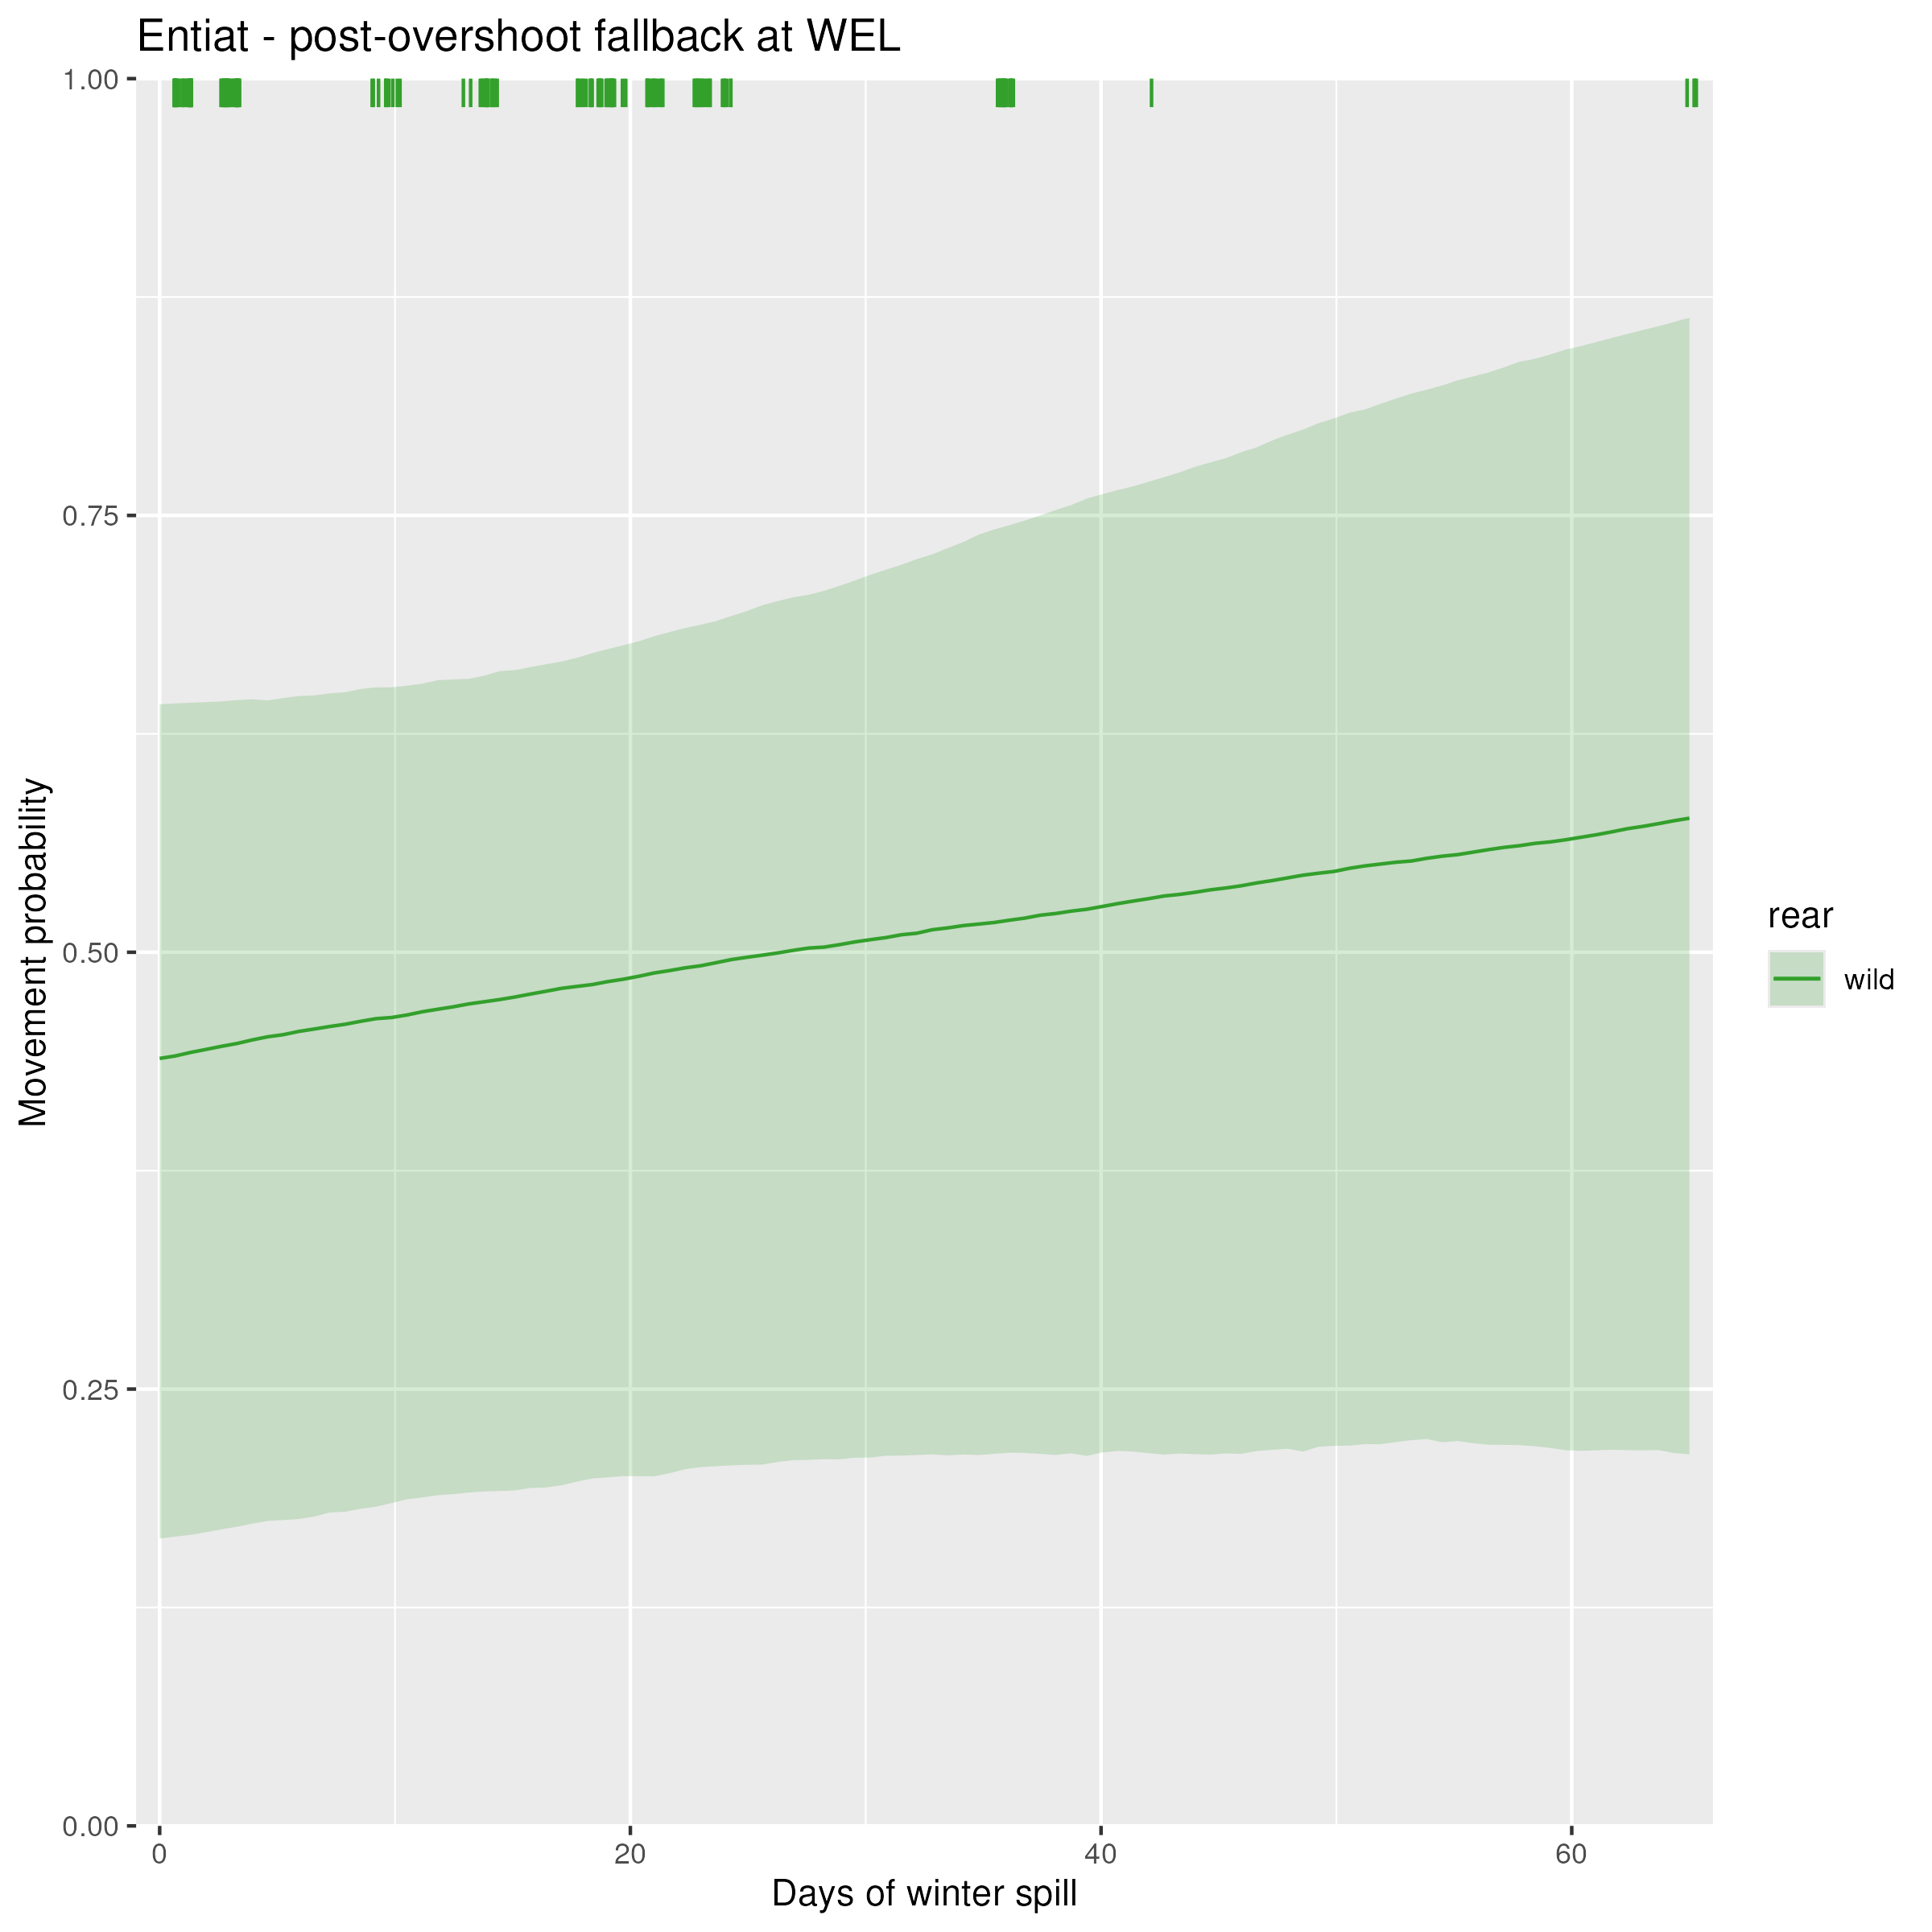 Entiat - post-overshoot fallback at WEL
1.00
0.75
0.50
0.25
0.00
Movement probability
0
20
40
60
Days of winter spill
rear
wild